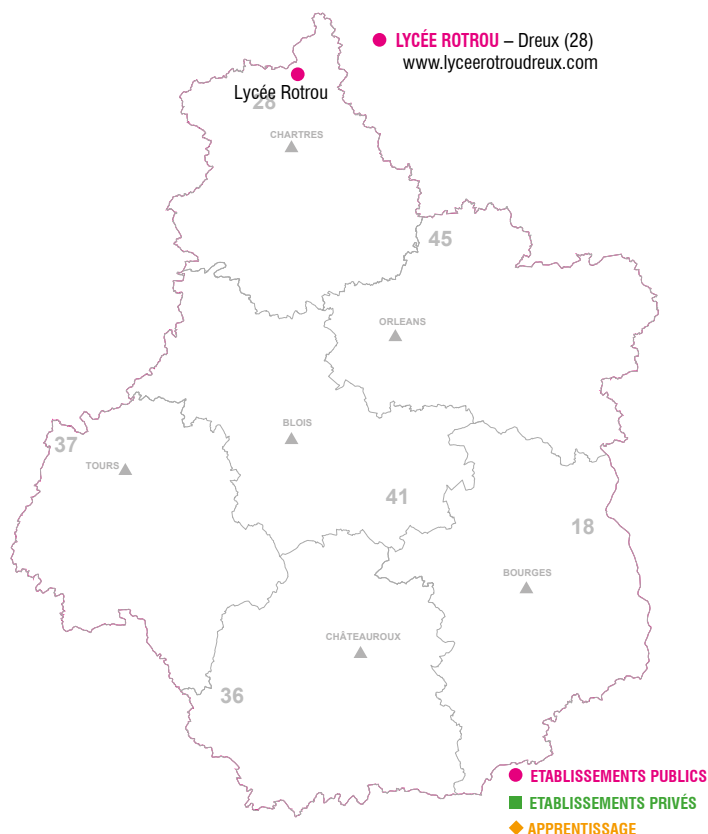 LYCÉE ROTROU – Dreux (28)
www.lyceerotroudreux.com
Lycée Rotrou
28
CHARTRES
45
ORLEANS
BLOIS
37
TOURS
41
18
BOURGES
CHÂTEAUROUX
36
ETABLISSEMENTS PUBLICS
ETABLISSEMENTS PRIVÉS
APPRENTISSAGE